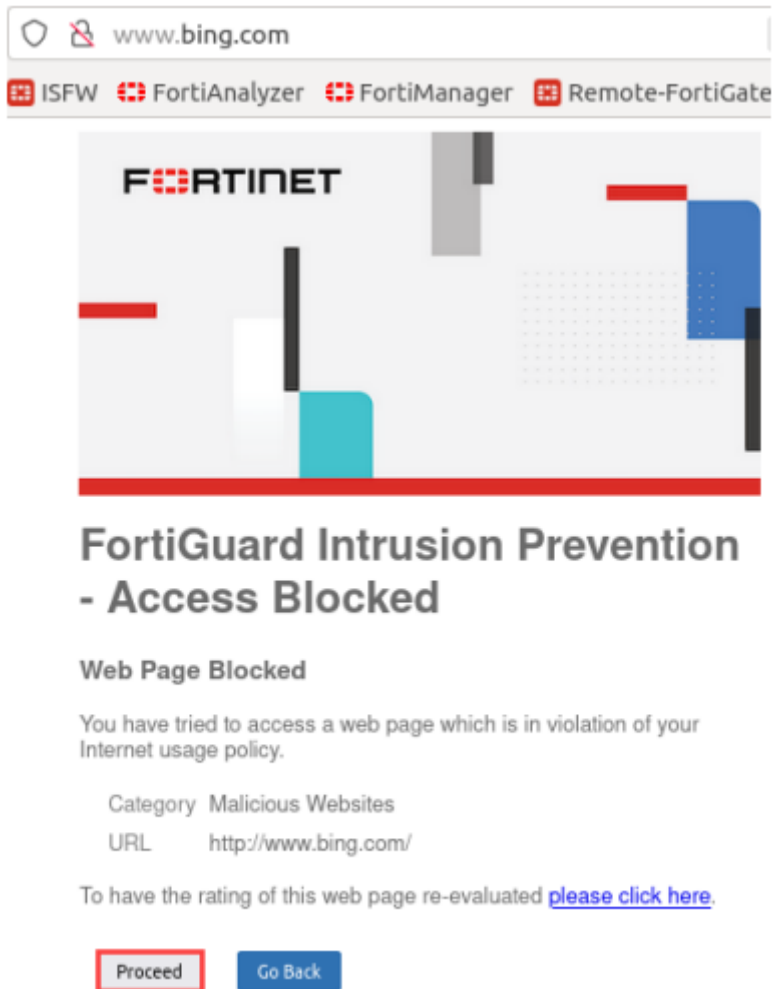 www.bing.com
ISFW FortiAnalyzer FortiManager Remote-FortiGate
FORTINET
FortiGuard Intrusion Prevention
- Access Blocked
Web Page Blocked
You have tried to access a web page which is in violation of your
Internet usage policy.
Category Malicious Websites
URL http://www.bing.com/
To have the rating of this web page re-evaluated please click here.
Proceed Go Back